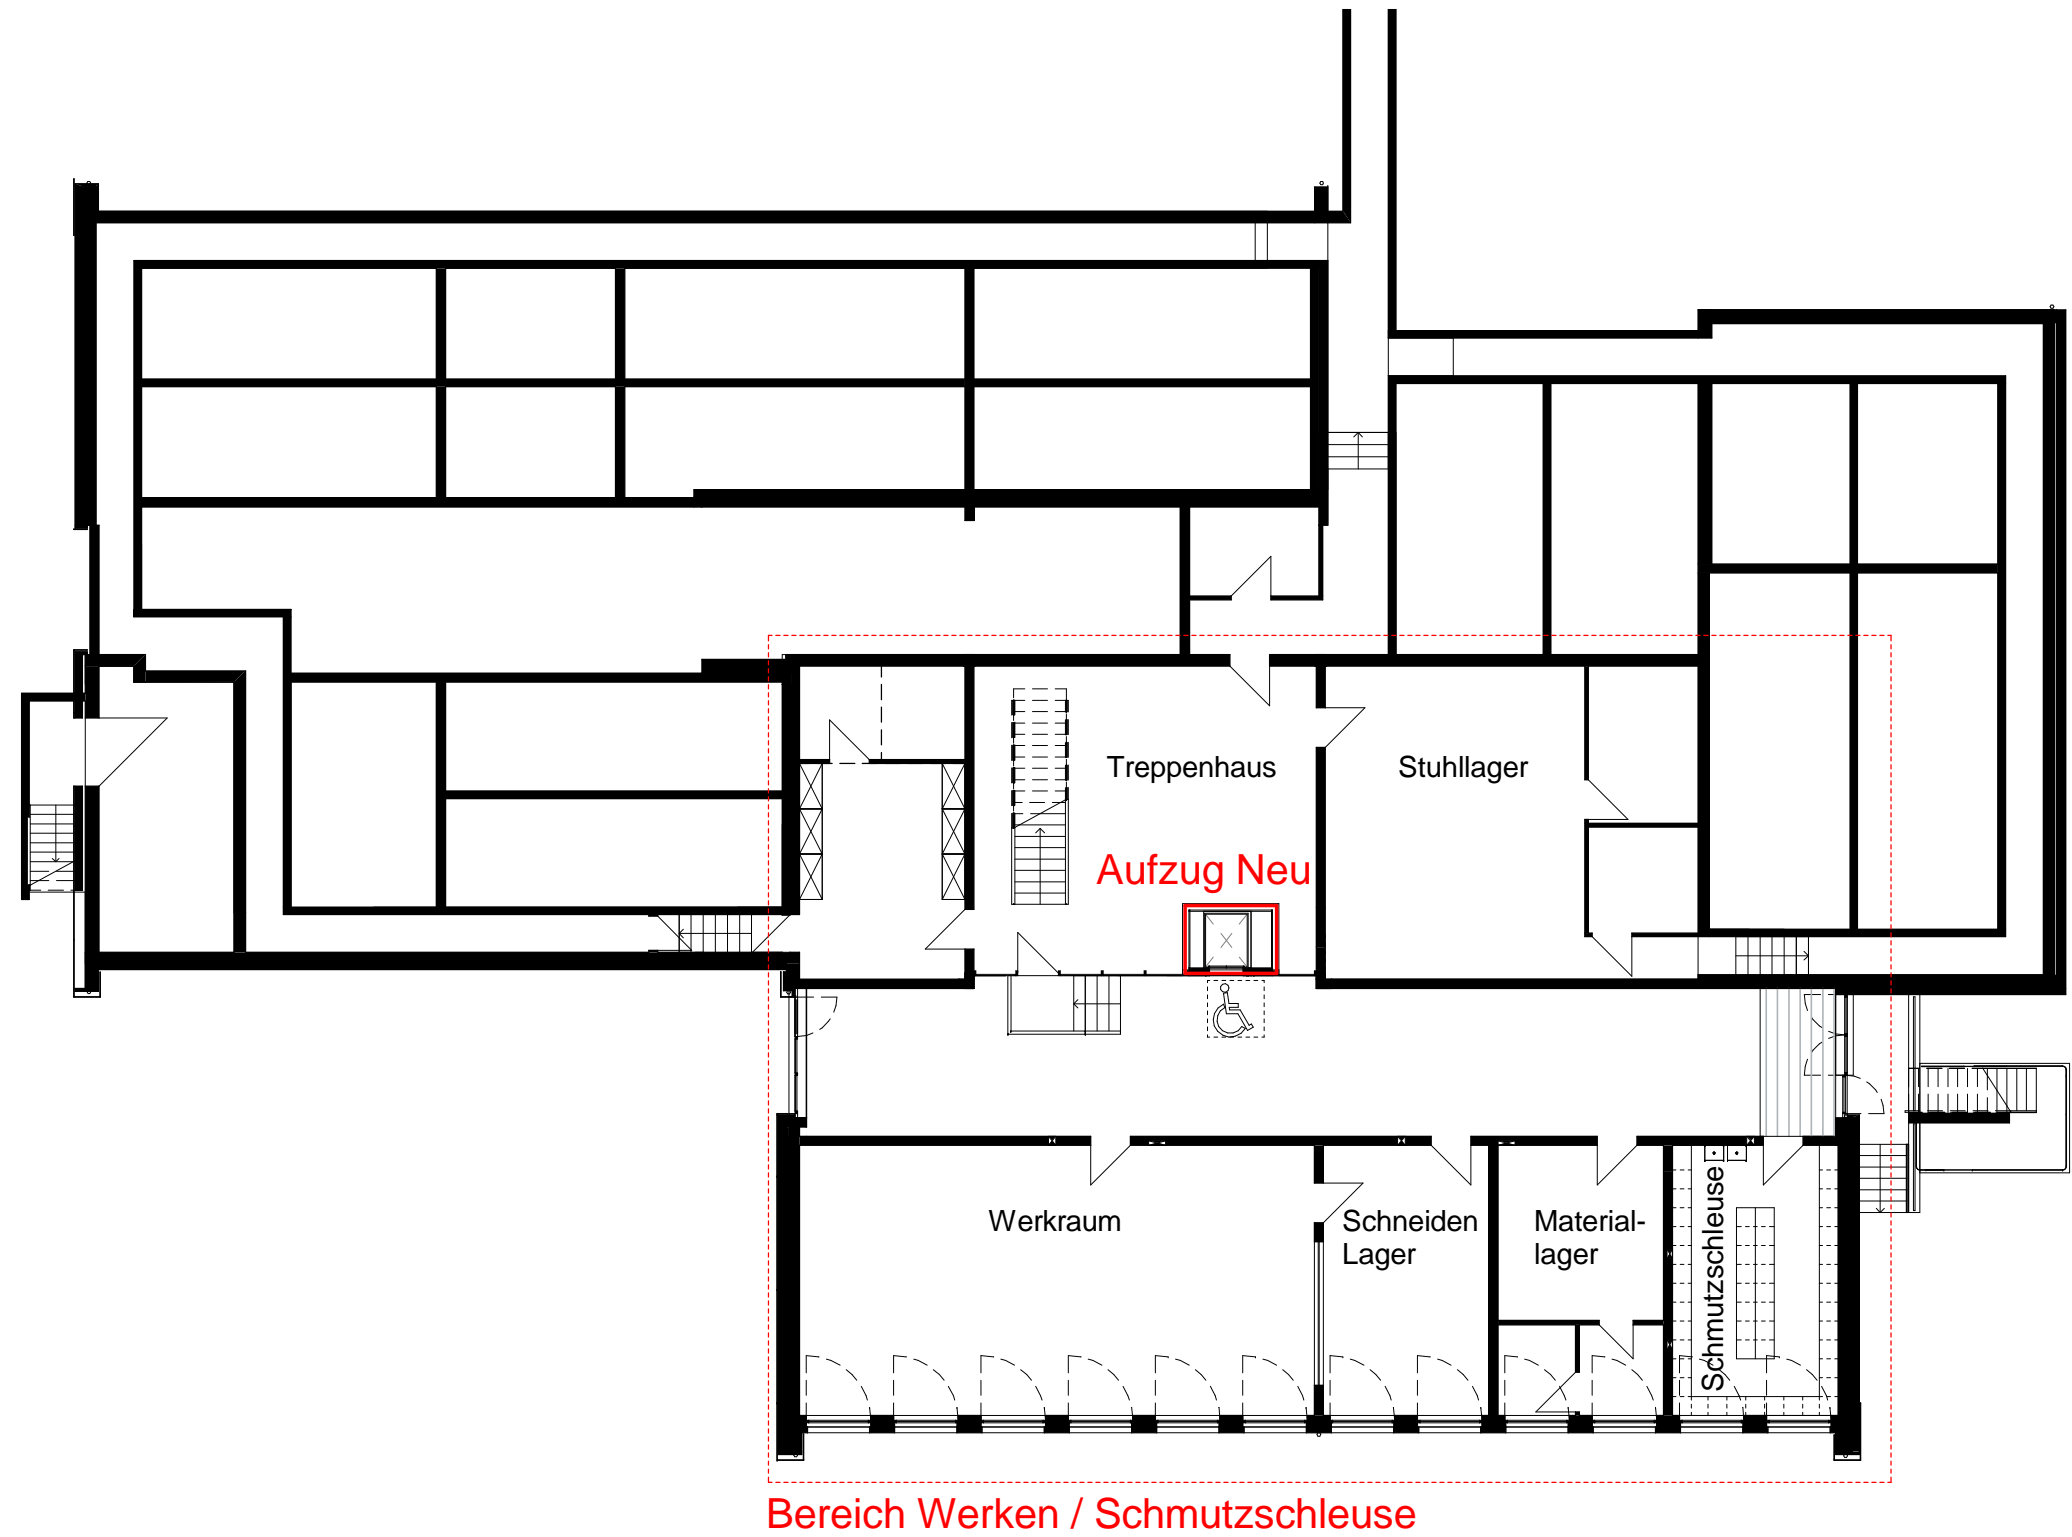 Treppenhaus
Stuhllager
Aufzug Neu
Werkraum
Schneiden
Lager
Material-
lager
Schmutzschleuse
Bereich Werken / Schmutzschleuse